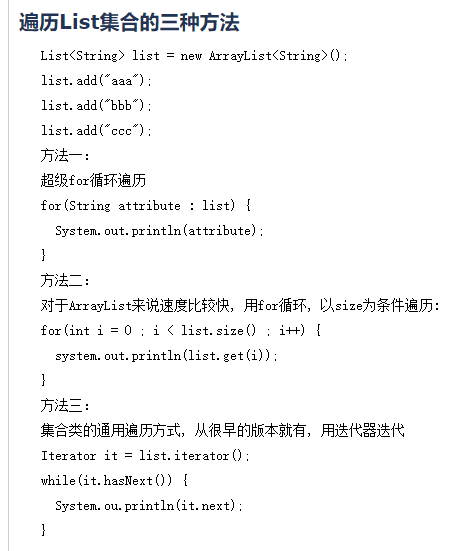 遍历List集合的三种方法
List<String> list = new ArrayList<String>();
list.add("aaa");
list.add("bbb");
list.add("ccc");
方法一：
超级for循环遍历
for(String attribute : list) {
  System.out.println(attribute);
}
方法二：
对于ArrayList来说速度比较快, 用for循环, 以size为条件遍历：
for(int i = 0 ; i < list.size() ; i++) {
  system.out.println(list.get(i));
}
方法三：
集合类的通用遍历方式, 从很早的版本就有, 用迭代器迭代
Iterator it = list.iterator();
while(it.hasNext()) {
  System.ou.println(it.next);
}